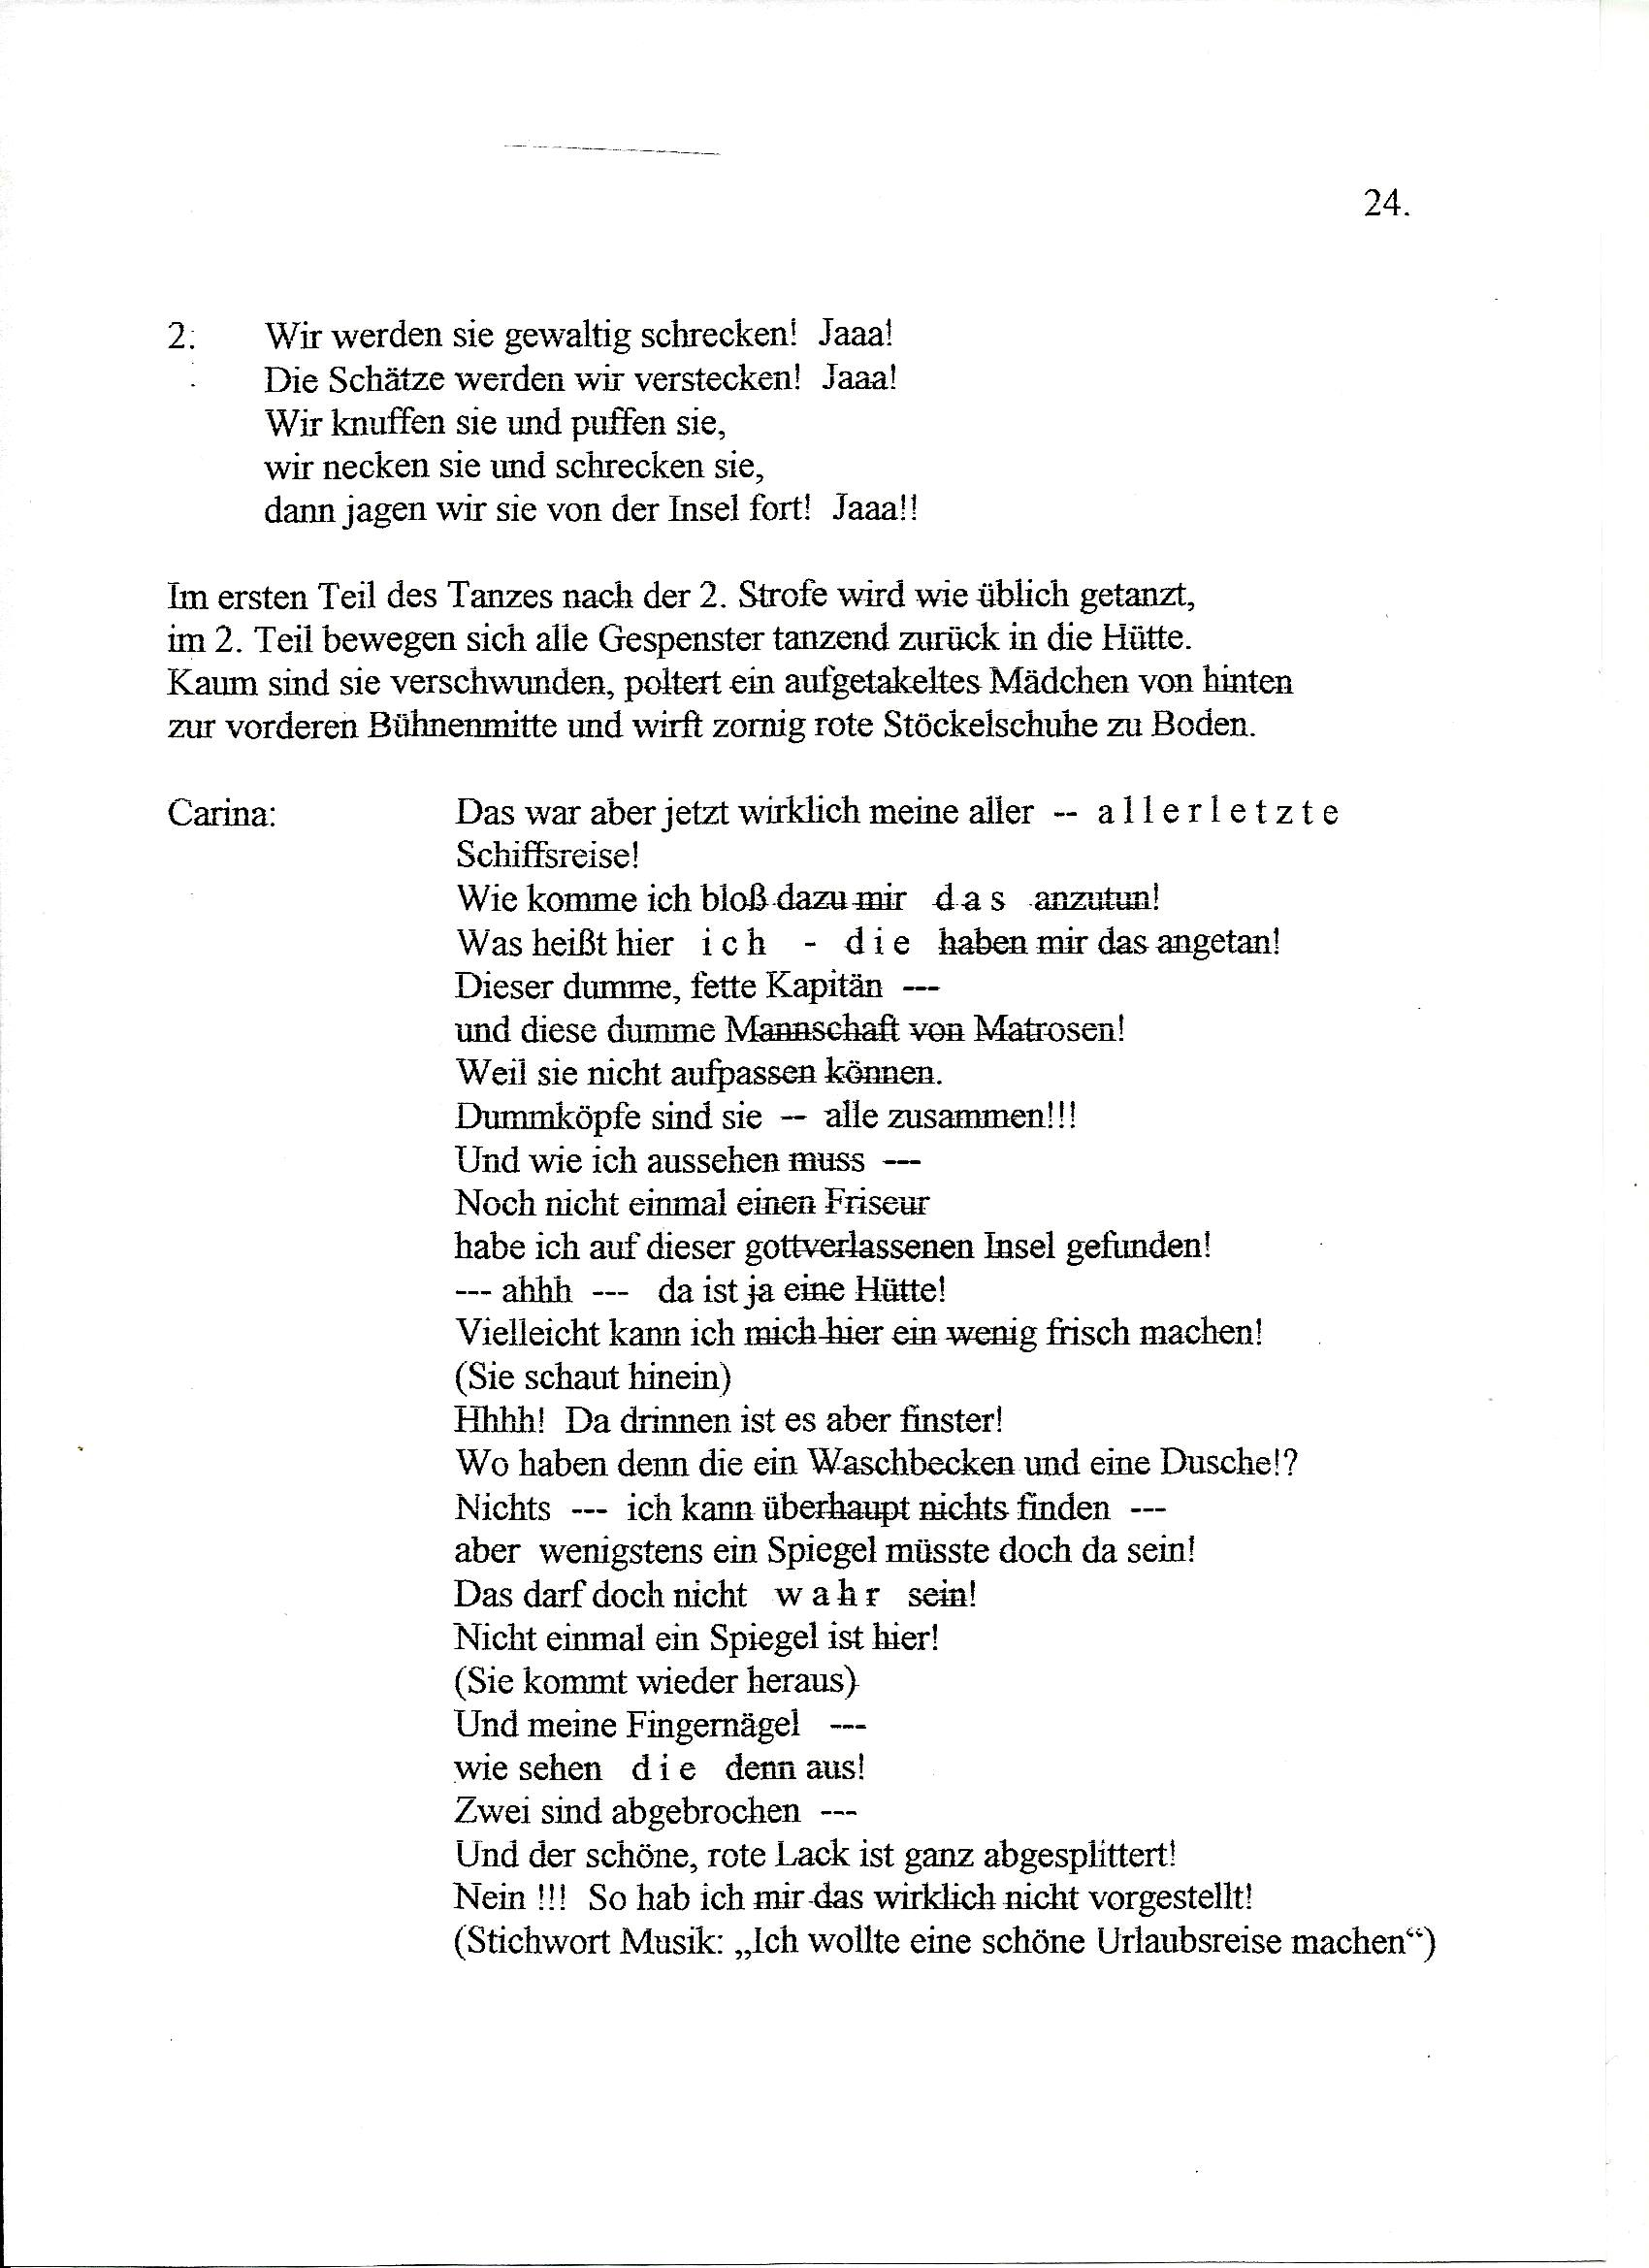 24.
2. Wir werden sie gewaltig schrecken! Jaaa!
Die Schätze werden wir verstecken! Jaaa!
Wir knuffen sie und puffen sie,
wir necken sie und schrecken sie,
dann jagen wir sie von der Insel fort! Jaaa!!
Im ersten Teil des Tanzes nach der 2. Strofe wird wie üblich getanzt,
im 2. Teil bewegen sich alle Gespenster tanzend zurück in die Hütte.
Kaum sind sie verschwunden, poltert ein aufgetakeltes Mädchen von hinten
zur vorderen Bühnenmitte und wirft zornig rote Stöckelschuhe zu Boden.
Carina: Das war aber jetzt wirklich meine aller -- a l l e r l e t z t e
Schiffsreise!
Wie komme ich bloß dazu mir d a s anzutun!
Was heißt hier i c h - d i e haben mir das angetan!
Dieser dumme, fette Kapitän ---
und diese dumme Mannschaft von Matrosen!
Weil sie nicht aufpassen können.
Dummköpfe sind sie -- alle zusammen!!!
Und wie ich aussehen muss ---
Noch nicht einmal einen Friseur
habe ich auf dieser gottverlassenen Insel gefunden!
--- ahhh --- da ist ja eine Hütte!
Vielleicht kann ich mich hier ein wenig frisch machen!
(Sie schaut hinein)
Hhhh! Da drinnen ist es aber finster!
Wo haben denn die ein Waschbecken und eine Dusche!?
Nichts --- ich kann überhaupt nichts finden ---
aber wenigstens ein Spiegel müsste doch da sein!
Das darf doch nicht w a h r sein!
Nicht einmal ein Spiegel ist hier!
(Sie kommt wieder heraus)
Und meine Fingernägel ---
wie sehen d i e denn aus!
Zwei sind abgebrochen ---
Und der schöne, rote Lack ist ganz abgesplittert!
Nein !!! So hab ich mir das wirklich nicht vorgestellt!
(Stichwort Musik: „Ich wollte eine schöne Urlaubsreise machen“)